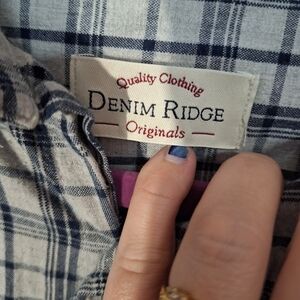 Quality Clothing
DENIM RIDGE
Originals